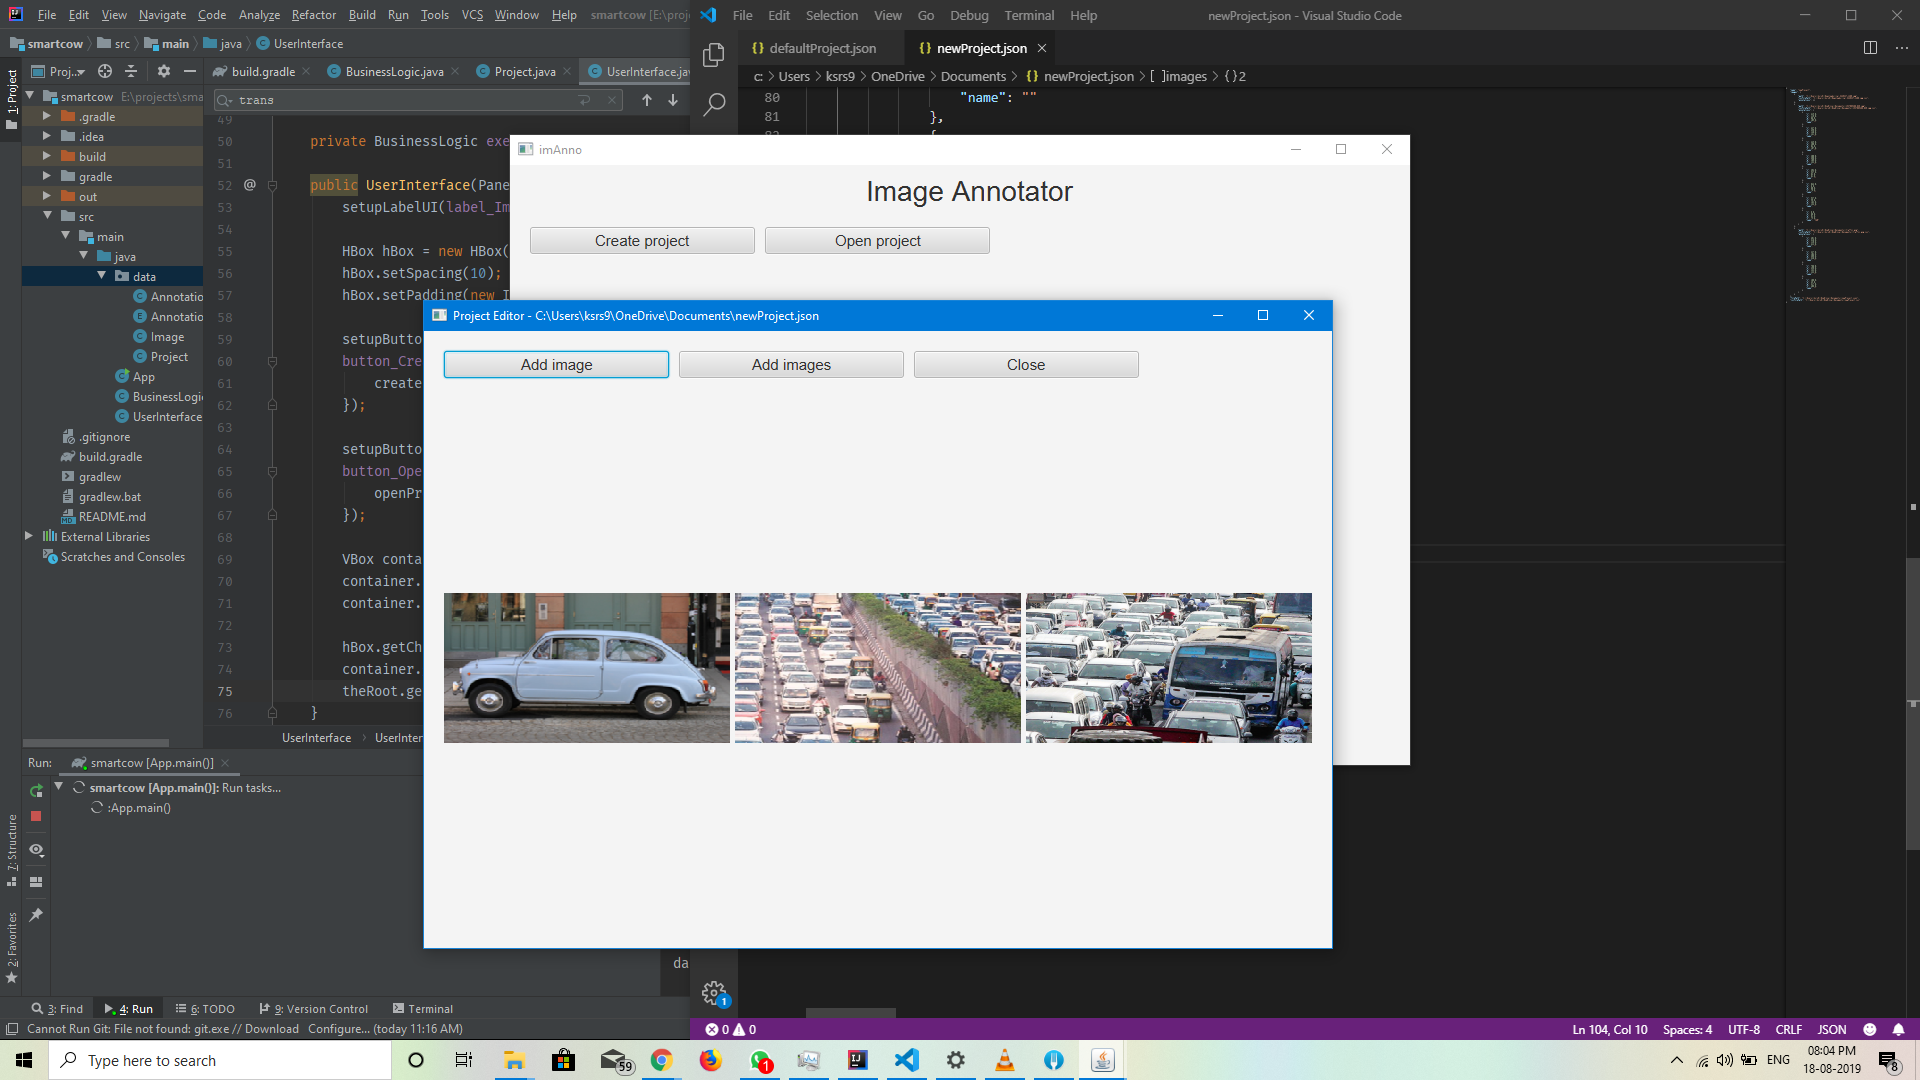 File Edit View Navigate Code Analyze Refactor Build Run Tools VCS Window Help smartcow [E:\proj
smartcow src main java UserInterface
Proj... build.gradle BusinessLogic.java Project.java UserInterface.jav
1: Project
smartcow E:\projects\sma
.gradle
.idea
build
gradle
out
src
main
java
data
Annotatio
Annotatio
Image
Project
App
BusinessLogi
UserInterface
.gitignore
build.gradle
gradlew
gradlew.bat
README.md
External Libraries
Scratches and Consoles
trans
49
50 private BusinessLogic exe
51
52 @ public UserInterface(Pane
53 setupLabelUI(label_Im
54
55 HBox hBox = new HBox(
56 hBox.setSpacing(10);
57 hBox.setPadding(new I
58
59 setupButto
60 button_Cre
61 create
62 });
63
64 setupButto
65 button_Ope
66 openPr
67 });
68
69 VBox conta
70 container.
71 container.
72
73 hBox.getCh
74 container.
75 theRoot.ge
76 }
UserInterface UserInter
Run: smartcow [App.main()]
smartcow [App.main()]: Run tasks...
:App.main()
7: Structure
2: Favorites
da
3: Find 4: Run 6: TODO 9: Version Control Terminal
Cannot Run Git: File not found: git.exe // Download Configure... (today 11:16 AM)
File Edit Selection View Go Debug Terminal Help newProject.json - Visual Studio Code
{} defaultProject.json {} newProject.json
c: Users ksrs9 OneDrive Documents {} newProject.json [ ]images {}2
80 "name": ""
81 },
82 {
1
0 0 Ln 104, Col 10 Spaces: 4 UTF-8 CRLF JSON
imAnno
Image Annotator
Create project Open project
Project Editor - C:\Users\ksrs9\OneDrive\Documents\newProject.json
Add image Add images Close
Type here to search 59 1 ENG 08:04 PM
18-08-2019 8